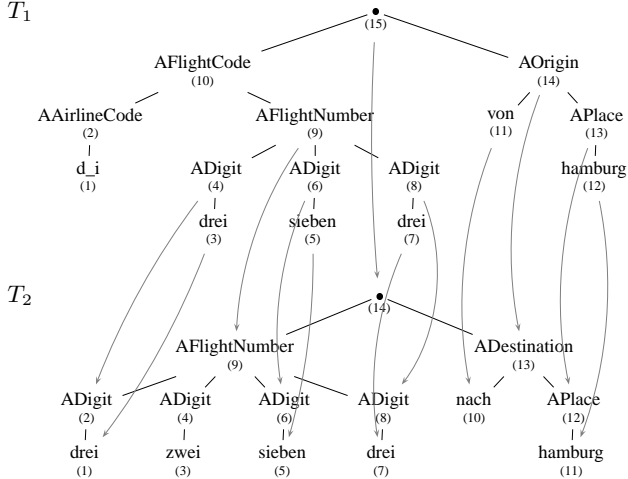 T1
•
(15)
AFlightCode AOrigin
(10) (14)
AAirlineCode AFlightNumber von APlace
(2) (9) (11) (13)
d_i ADigit ADigit ADigit hamburg
(1) (4) (6) (8) (12)
drei sieben drei
(3) (5) (7)
T2
•
(14)
AFlightNumber ADestination
(9) (13)
ADigit ADigit ADigit ADigit nach APlace
(2) (4) (6) (8) (10) (12)
drei zwei sieben drei hamburg
(1) (3) (5) (7) (11)